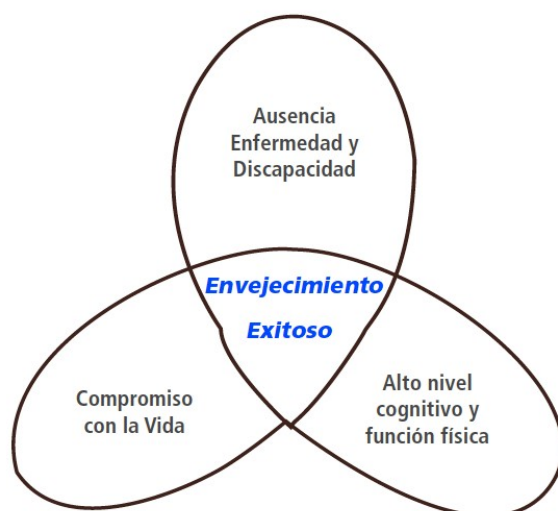 Ausencia
Enfermedad y
Discapacidad
Envejecimiento
Exitoso
Compromiso
con la Vida
Alto nivel
cognitivo y
función física